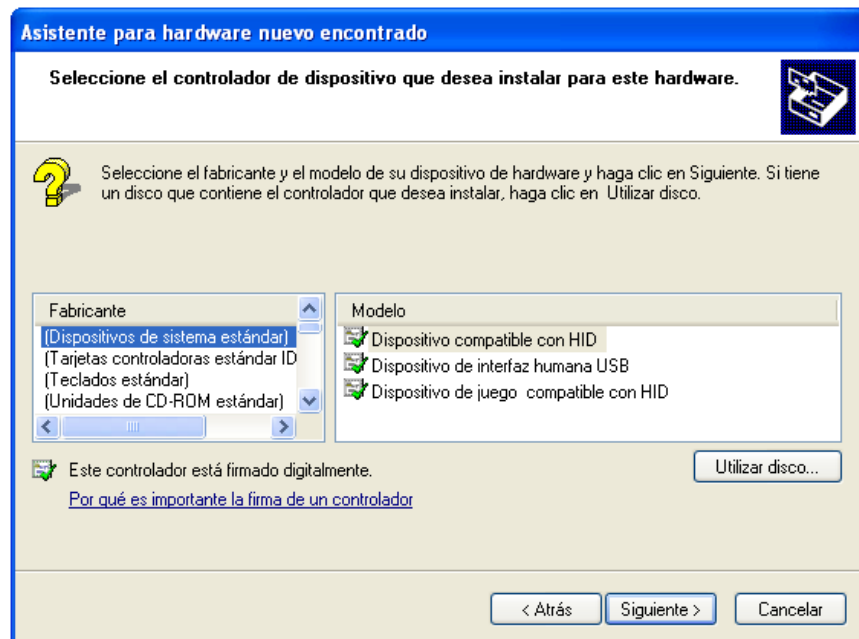 Asistente para hardware nuevo encontrado
Seleccione el controlador de dispositivo que desea instalar para este hardware.
Seleccione el fabricante y el modelo de su dispositivo de hardware y haga clic en Siguiente. Si tiene
un disco que contiene el controlador que desea instalar, haga clic en Utilizar disco.
Fabricante
(Dispositivos de sistema estándar)
(Tarjetas controladoras estándar ID
(Teclados estándar)
(Unidades de CD-ROM estándar)
Modelo
Dispositivo compatible con HID
Dispositivo de interfaz humana USB
Dispositivo de juego compatible con HID
Este controlador está firmado digitalmente.
Por qué es importante la firma de un controlador
Utilizar disco...
< Atrás
Siguiente >
Cancelar